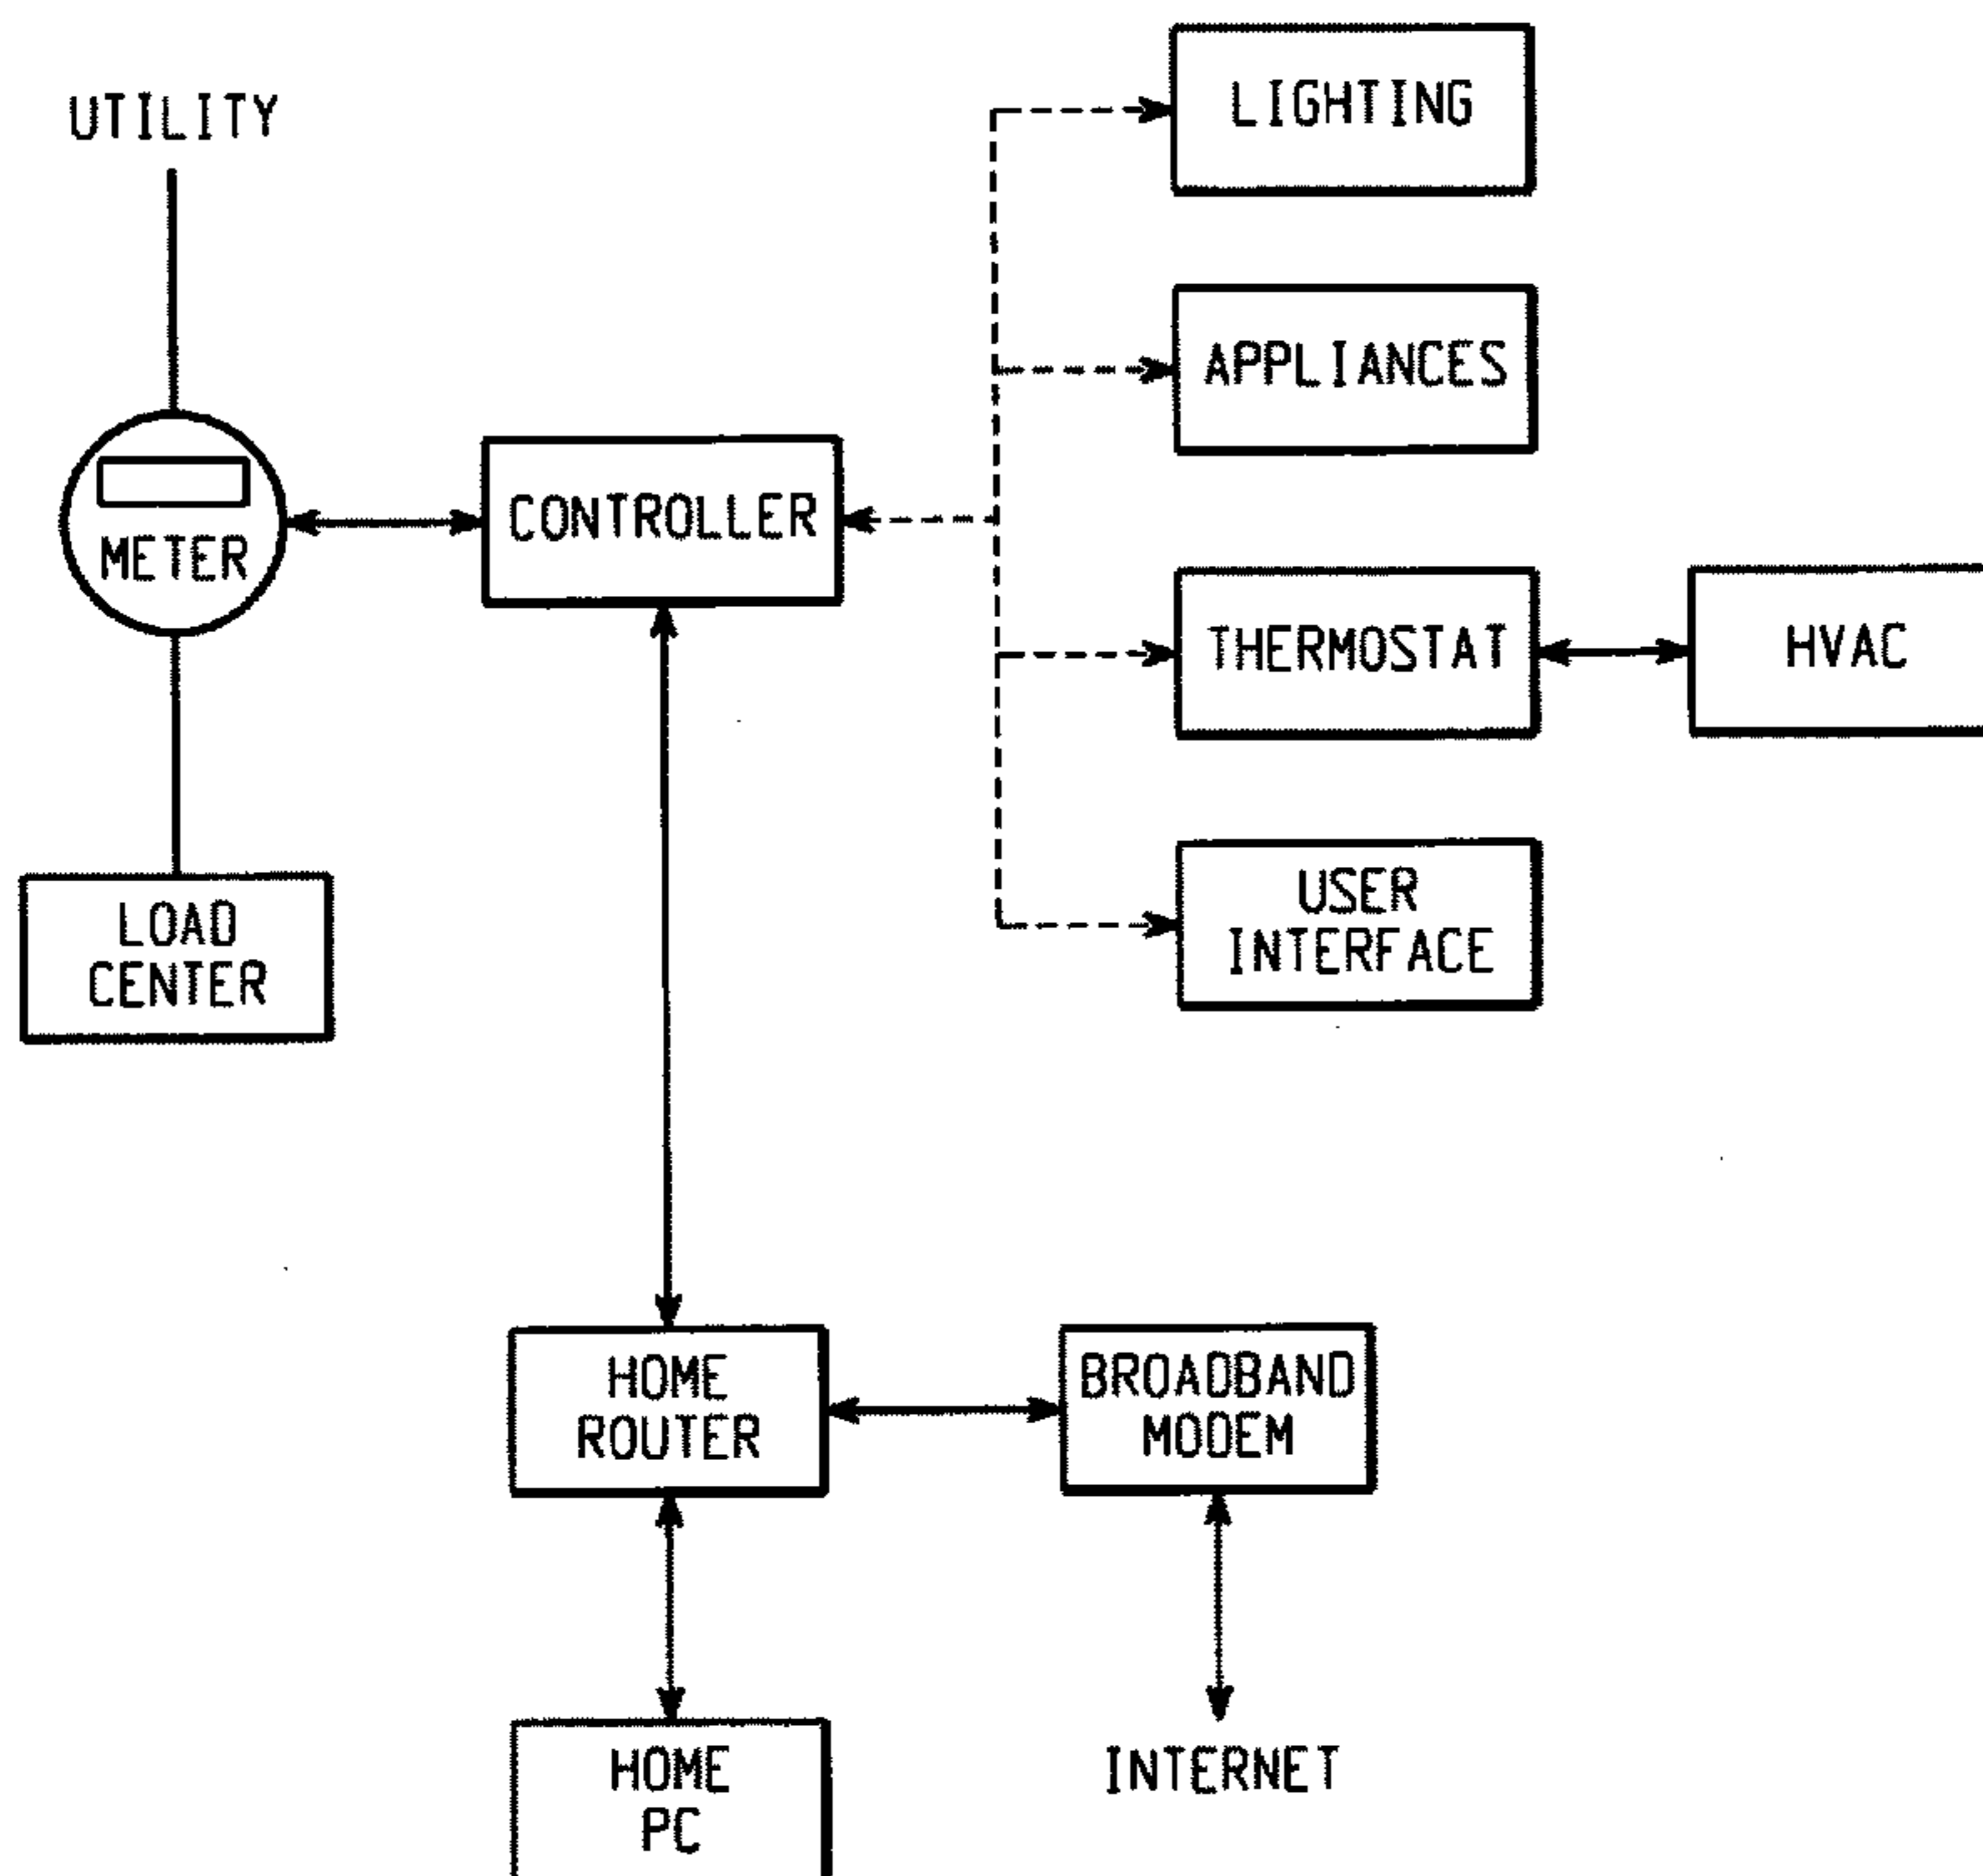 UTILITY
LIGHTING
APPLIANCES
METER
CONTROLLER
THERMOSTAT
HVAC
LOAD
CENTER
USER
INTERFACE
HOME
ROUTER
BROADBAND
MODEM
HOME
PC
INTERNET